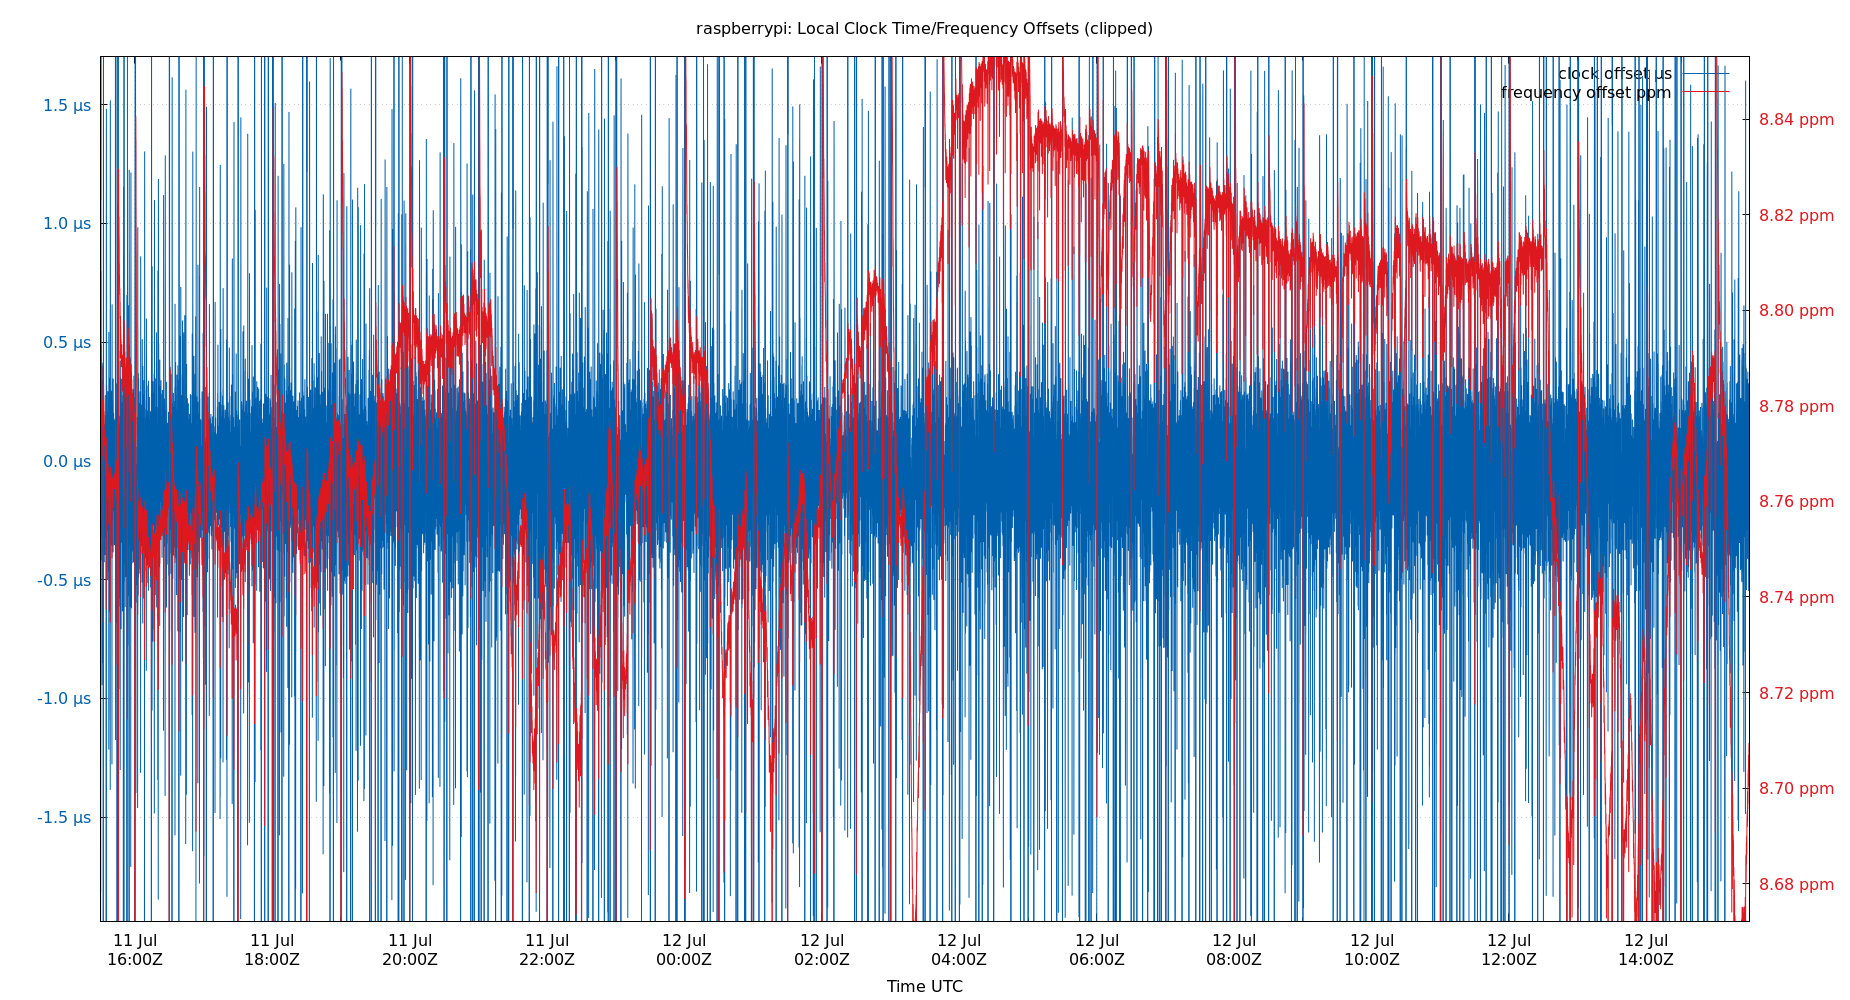 raspberrypi: Local Clock Time/Frequency Offsets (clipped)
clock offset µs
frequency offset ppm
1.5 µs
1.0 µs
0.5 µs
0.0 µs
-0.5 µs
-1.0 µs
-1.5 µs
8.84 ppm
8.82 ppm
8.80 ppm
8.78 ppm
8.76 ppm
8.74 ppm
8.72 ppm
8.70 ppm
8.68 ppm
11 Jul 11 Jul 11 Jul 11 Jul 12 Jul 12 Jul 12 Jul 12 Jul 12 Jul 12 Jul 12 Jul 12 Jul
16:00Z 18:00Z 20:00Z 22:00Z 00:00Z 02:00Z 04:00Z 06:00Z 08:00Z 10:00Z 12:00Z 14:00Z
Time UTC